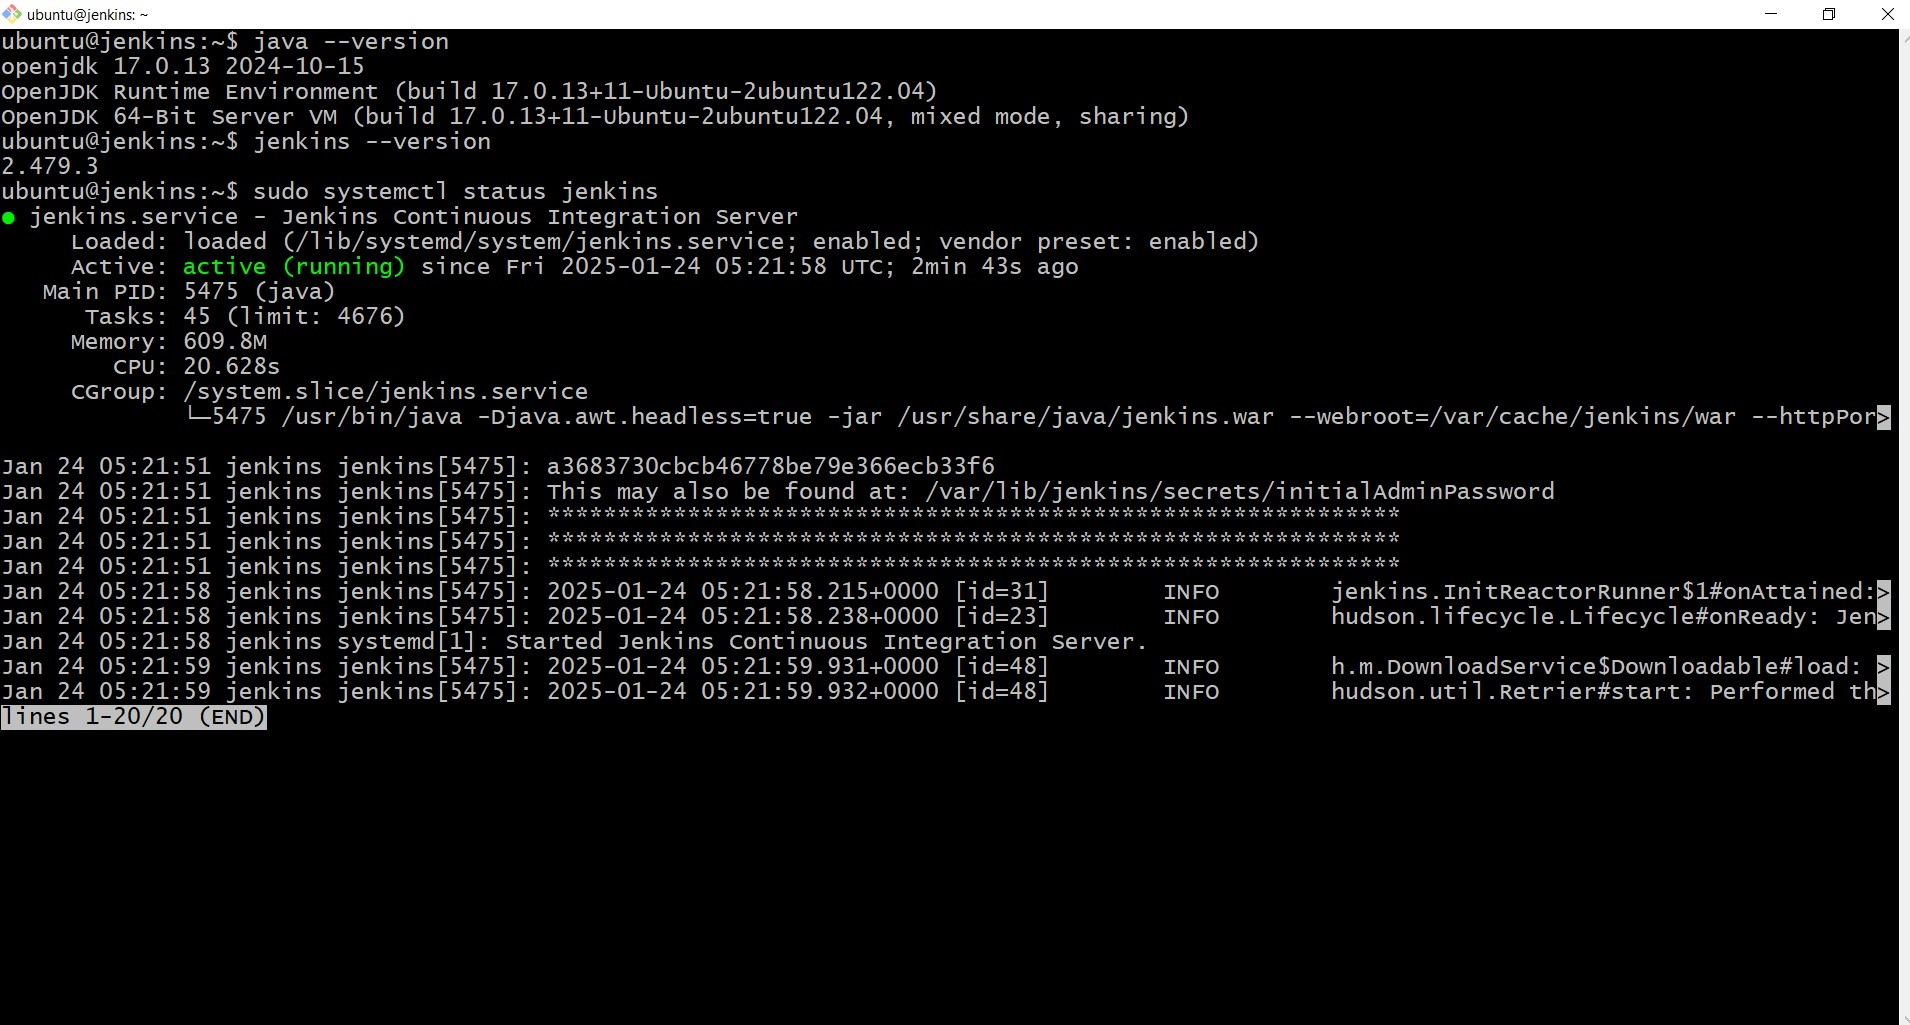 ubuntu@jenkins: ~
ubuntu@jenkins:~$ java --version
openjdk 17.0.13 2024-10-15
OpenJDK Runtime Environment (build 17.0.13+11-Ubuntu-2ubuntu122.04)
OpenJDK 64-Bit Server VM (build 17.0.13+11-Ubuntu-2ubuntu122.04, mixed mode, sharing)
ubuntu@jenkins:~$ jenkins --version
2.479.3
ubuntu@jenkins:~$ sudo systemctl status jenkins
● jenkins.service - Jenkins Continuous Integration Server
     Loaded: loaded (/lib/systemd/system/jenkins.service; enabled; vendor preset: enabled)
     Active: active (running) since Fri 2025-01-24 05:21:58 UTC; 2min 43s ago
   Main PID: 5475 (java)
      Tasks: 45 (limit: 4676)
     Memory: 609.8M
        CPU: 20.628s
     CGroup: /system.slice/jenkins.service
             └─5475 /usr/bin/java -Djava.awt.headless=true -jar /usr/share/java/jenkins.war --webroot=/var/cache/jenkins/war --httpPor>
Jan 24 05:21:51 jenkins jenkins[5475]: a3683730cbcb46778be79e366ecb33f6
Jan 24 05:21:51 jenkins jenkins[5475]: This may also be found at: /var/lib/jenkins/secrets/initialAdminPassword
Jan 24 05:21:51 jenkins jenkins[5475]: *************************************************************
Jan 24 05:21:51 jenkins jenkins[5475]: *************************************************************
Jan 24 05:21:51 jenkins jenkins[5475]: *************************************************************
Jan 24 05:21:58 jenkins jenkins[5475]: 2025-01-24 05:21:58.215+0000 [id=31]        INFO        jenkins.InitReactorRunner$1#onAttained:>
Jan 24 05:21:58 jenkins jenkins[5475]: 2025-01-24 05:21:58.238+0000 [id=23]        INFO        hudson.lifecycle.Lifecycle#onReady: Jen>
Jan 24 05:21:58 jenkins systemd[1]: Started Jenkins Continuous Integration Server.
Jan 24 05:21:59 jenkins jenkins[5475]: 2025-01-24 05:21:59.931+0000 [id=48]        INFO        h.m.DownloadService$Downloadable#load: >
Jan 24 05:21:59 jenkins jenkins[5475]: 2025-01-24 05:21:59.932+0000 [id=48]        INFO        hudson.util.Retrier#start: Performed th>
lines 1-20/20 (END)